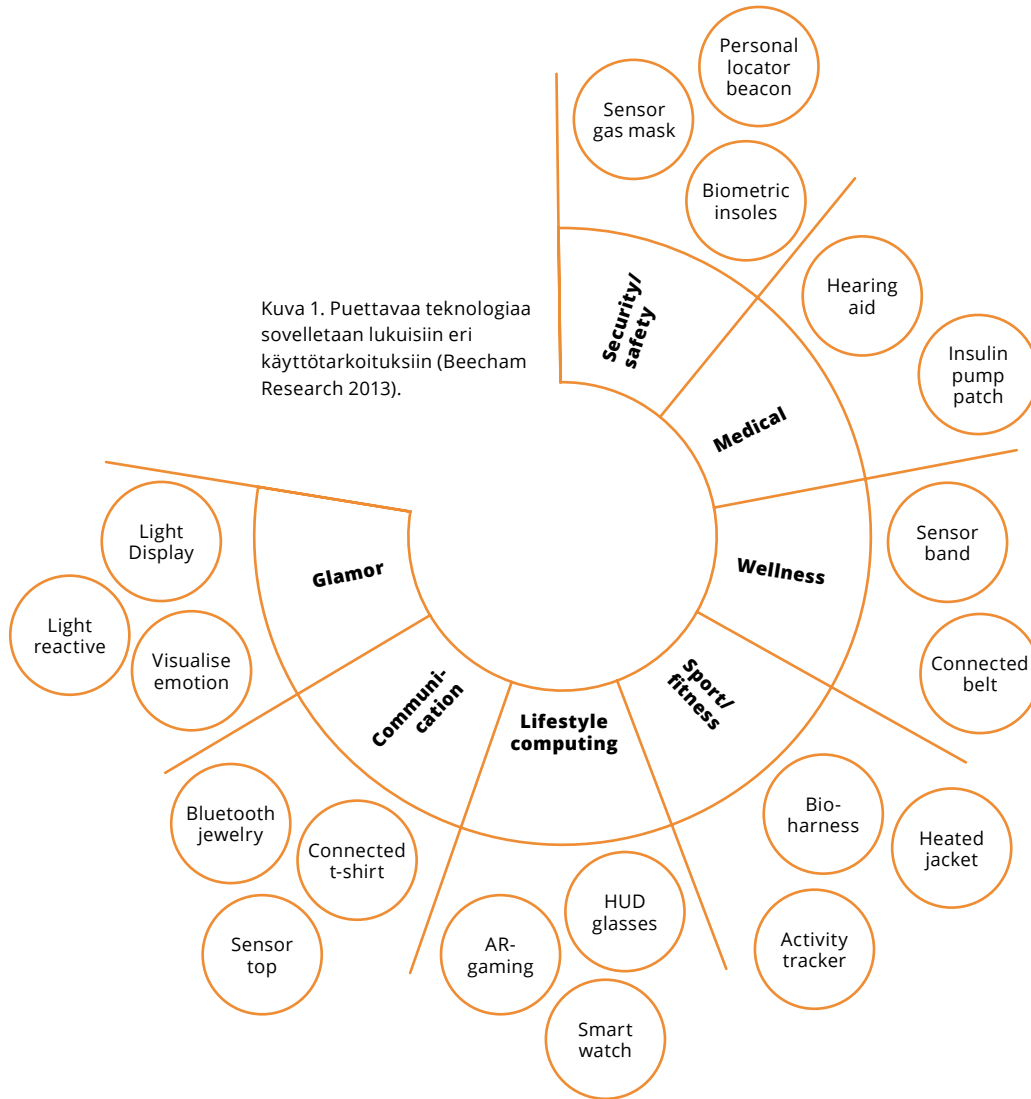 Personal
locator
beacon
Sensor
gas mask
Biometric
insoles
Security/
safety
Kuva 1. Puettavaa teknologiaa
sovelletaan lukuisiin eri
käyttötarkoituksiin (Beecham
Research 2013).
Hearing
aid
Insulin
pump
patch
Medical
Sensor
band
Connected
belt
Wellness
Bio-
harness
Heated
jacket
Activity
tracker
Sport/
fitness
HUD
glasses
AR-
gaming
Smart
watch
Lifestyle
computing
Communi-
cation
Bluetooth
jewelry
Connected
t-shirt
Sensor
top
Glamor
Light
Display
Light
reactive
Visualise
emotion